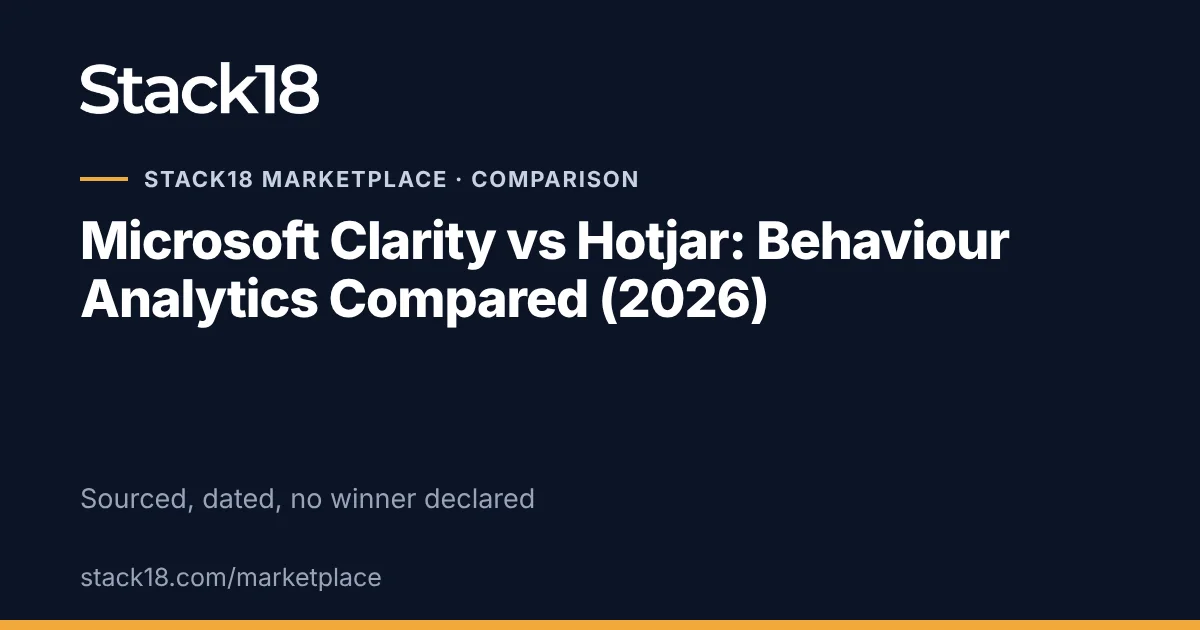 Stack18
STACK18 MARKETPLACE · COMPARISON
Microsoft Clarity vs Hotjar: Behaviour
Analytics Compared (2026)
Sourced, dated, no winner declared
stack18.com/marketplace